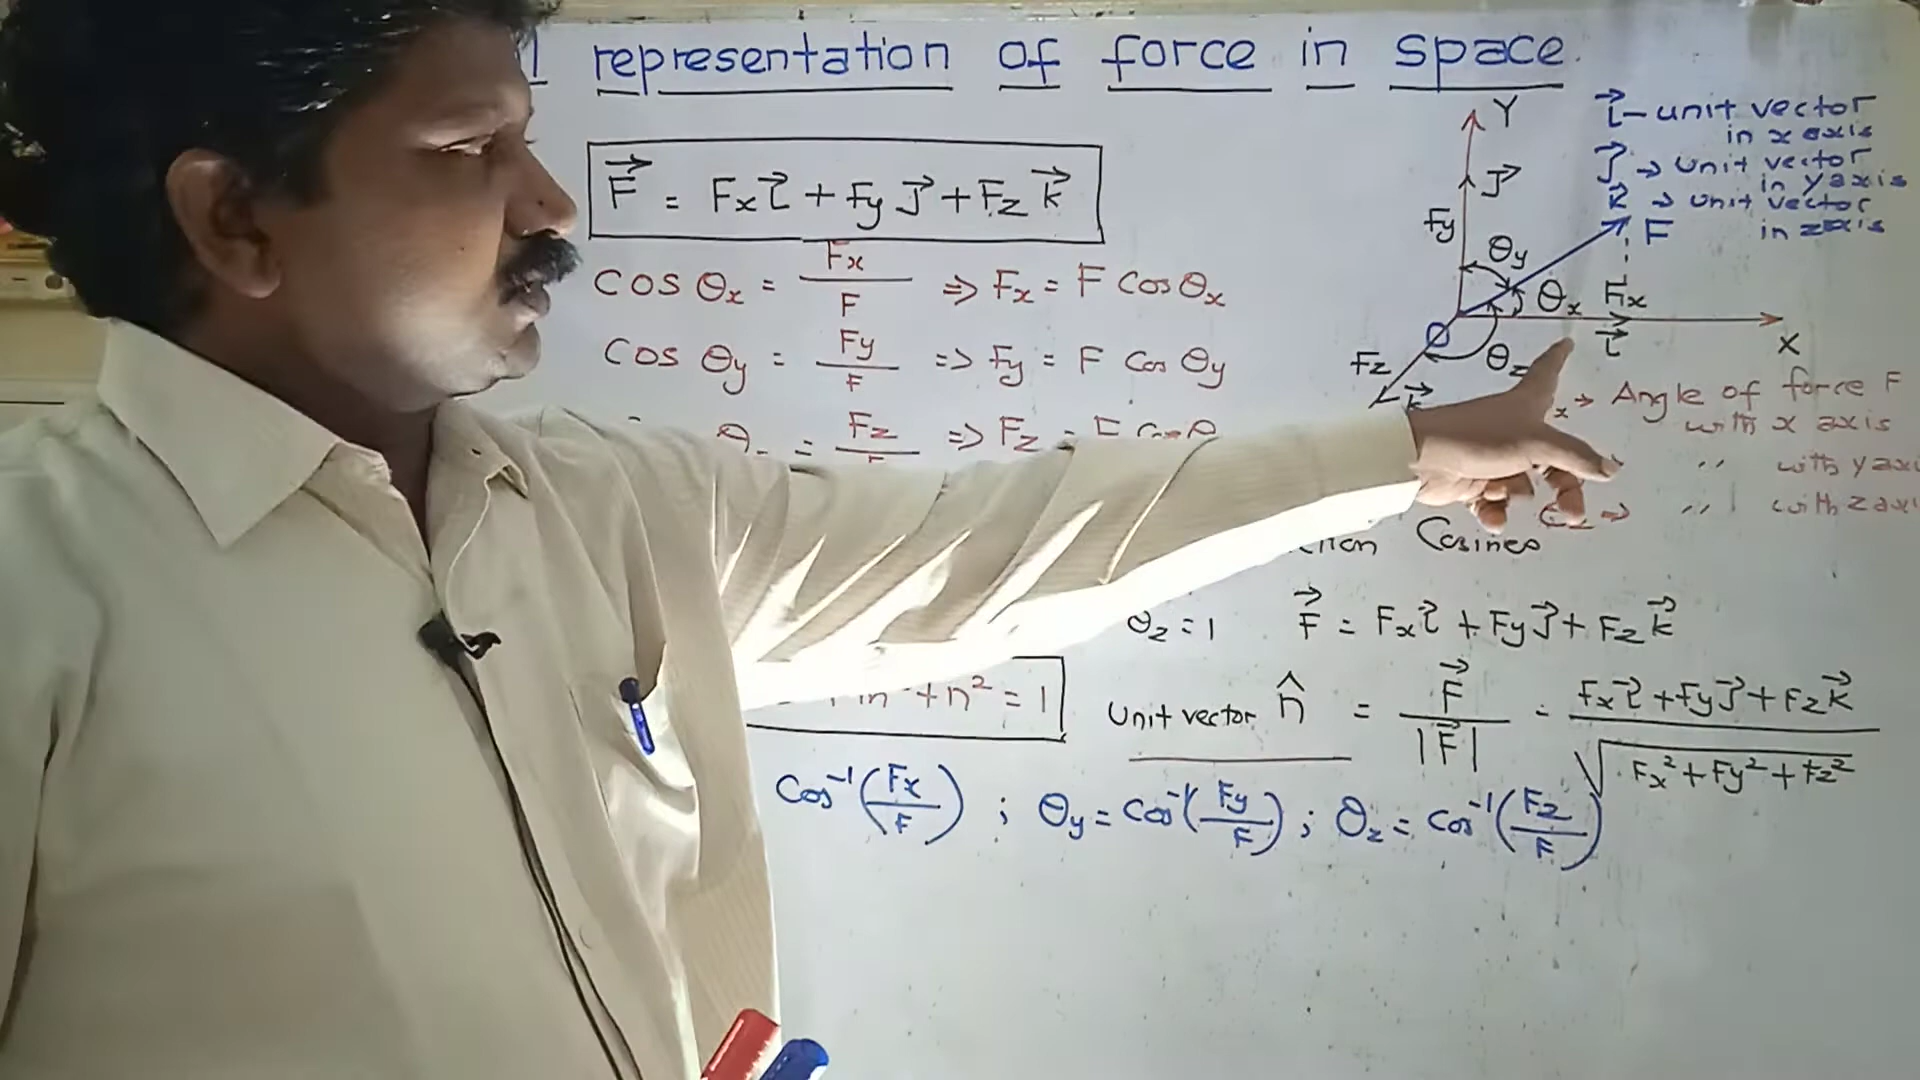 representation of force in space.
F⃗ = Fx i⃗ + Fy j⃗ + Fz k⃗
cos θx = Fx / F => Fx = F cos θx
cos θy = Fy / F => Fy = F cos θy
= Fz => Fz = F cos θ
Y
j⃗
Fy
θy
F
θx
Fx
O
θz
i⃗
X
Fz
k⃗
i⃗ - unit vector
in x axis
j⃗ → unit vector
in y axis
k⃗ → unit vector
in z axis
x → Angle of force F
with x axis
,, with y axi
→ ,, with z axi
Cosines
θz = 1
F⃗ = Fx i⃗ + Fy j⃗ + Fz k⃗
+ n² = 1
unit vector n̂ = F⃗ / |F⃗| = Fx i⃗ + Fy j⃗ + Fz k⃗ / √Fx² + Fy² + Fz²
Cos⁻¹(Fx / F) ; θy = Cos⁻¹(Fy / F) ; θz = Cos⁻¹(Fz / F)